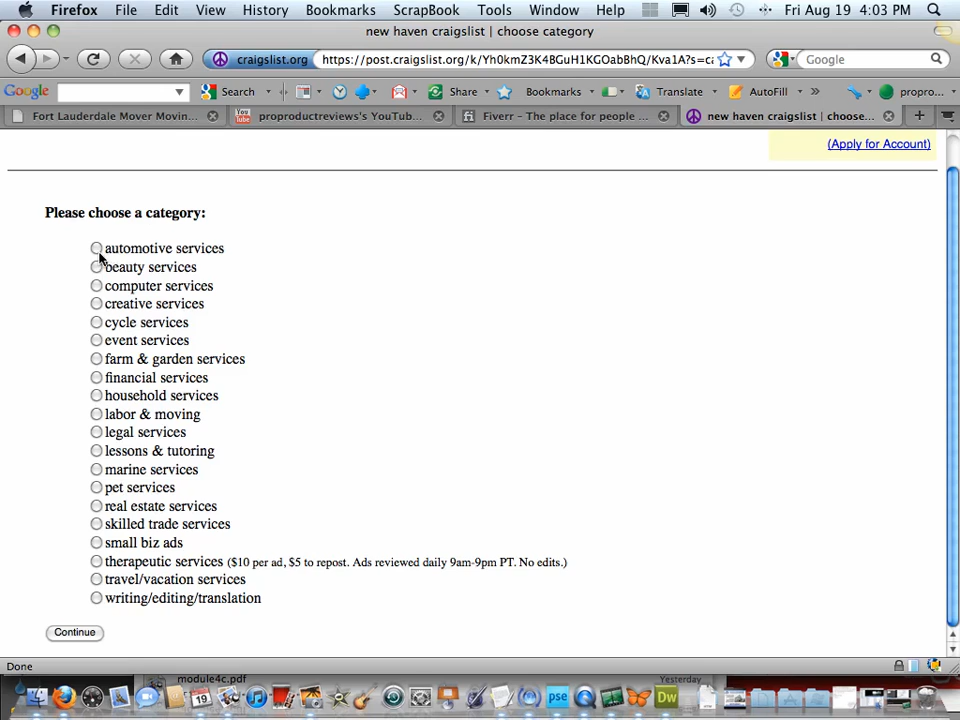 Firefox File Edit View History Bookmarks ScrapBook Tools Window Help Fri Aug 19 4:03 PM
new haven craigslist | choose category
craigslist.org https://post.craigslist.org/k/Yh0kmZ3K4BGuH1KGOabBhQ/Kva1A?s=ca Google
Google Search Share Bookmarks Translate AutoFill » propro...
Fort Lauderdale Mover Movin... proproductreviews's YouTub... Fiverr – The place for people ... new haven craigslist | choose...
(Apply for Account)
Please choose a category:
automotive services
beauty services
computer services
creative services
cycle services
event services
farm & garden services
financial services
household services
labor & moving
legal services
lessons & tutoring
marine services
pet services
real estate services
skilled trade services
small biz ads
therapeutic services ($10 per ad, $5 to repost. Ads reviewed daily 9am-9pm PT. No edits.)
travel/vacation services
writing/editing/translation
Continue
Done
module4c.pdf Yesterday
19 pse Dw